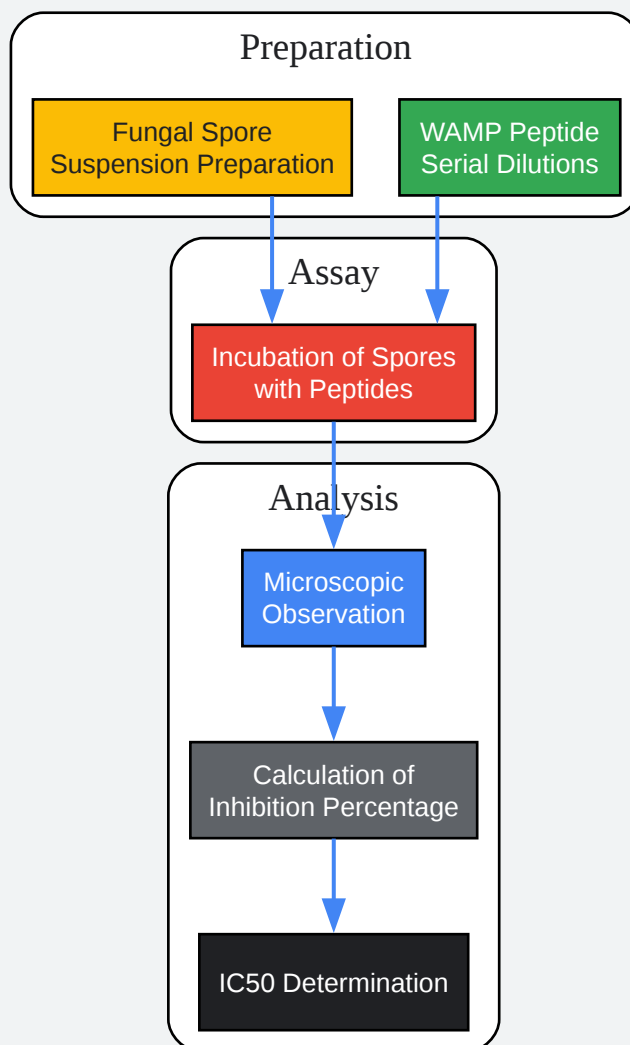 Preparation
Fungal Spore
Suspension Preparation
WAMP Peptide
Serial Dilutions
Assay
Incubation of Spores
with Peptides
Analysis
Microscopic
Observation
Calculation of
Inhibition Percentage
IC50 Determination